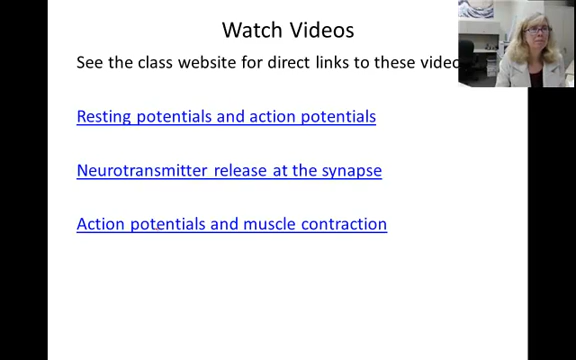 Watch Videos
See the class website for direct links to these
Resting potentials and action potentials
Neurotransmitter release at the synapse
Action potentials and muscle contraction